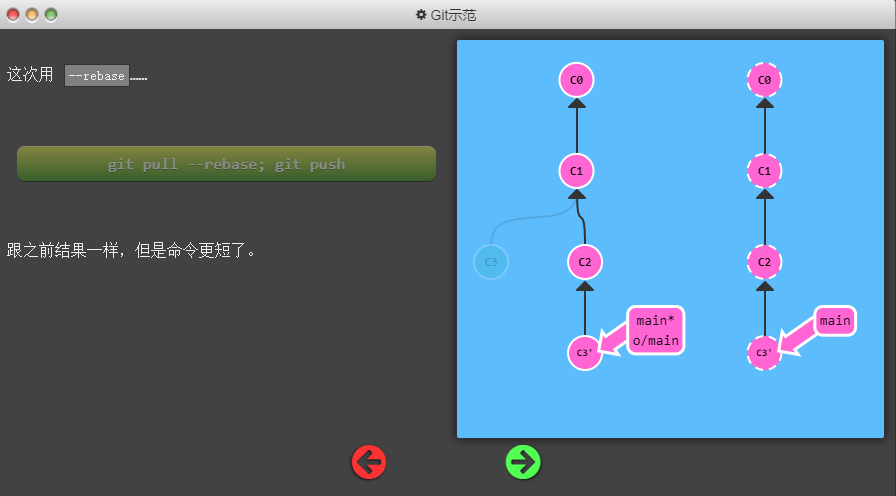 Git示范
这次用 --rebase……
git pull --rebase; git push
跟之前结果一样，但是命令更短了。
C0
C0
C1
C1
C3
C2
C2
main*
o/main
main
C3'
C3'